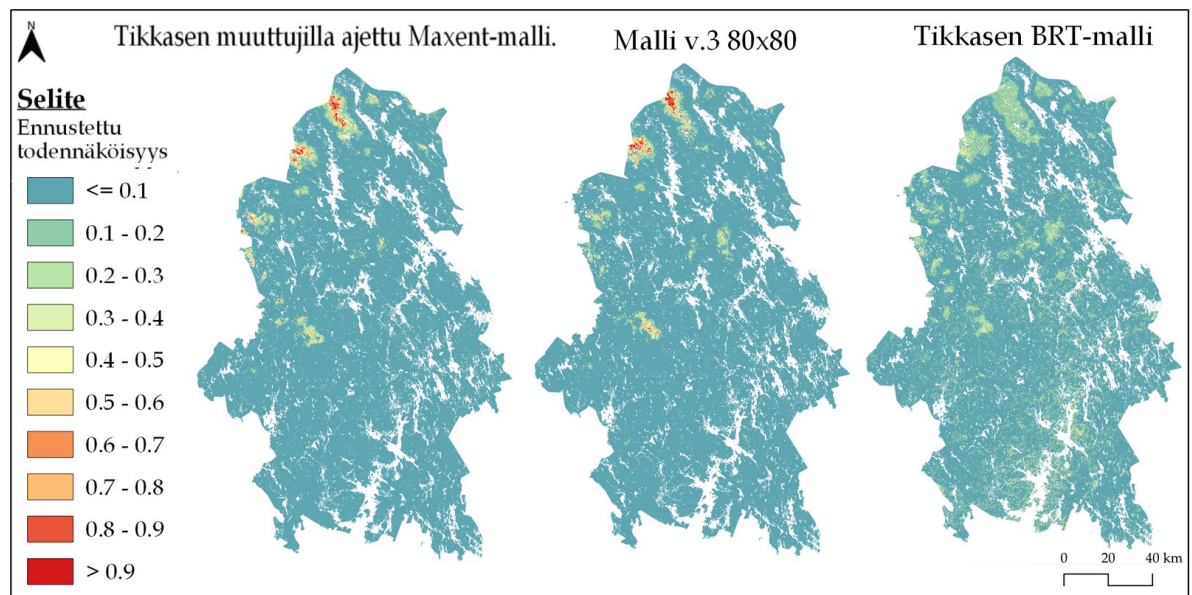 N
Tikkasen muuttujilla ajettu Maxent-malli.
Malli v.3 80x80
Tikkasen BRT-malli
Selite
Ennustettu
todennäköisyys
<= 0.1
0.1 - 0.2
0.2 - 0.3
0.3 - 0.4
0.4 - 0.5
0.5 - 0.6
0.6 - 0.7
0.7 - 0.8
0.8 - 0.9
> 0.9
0 20 40 km